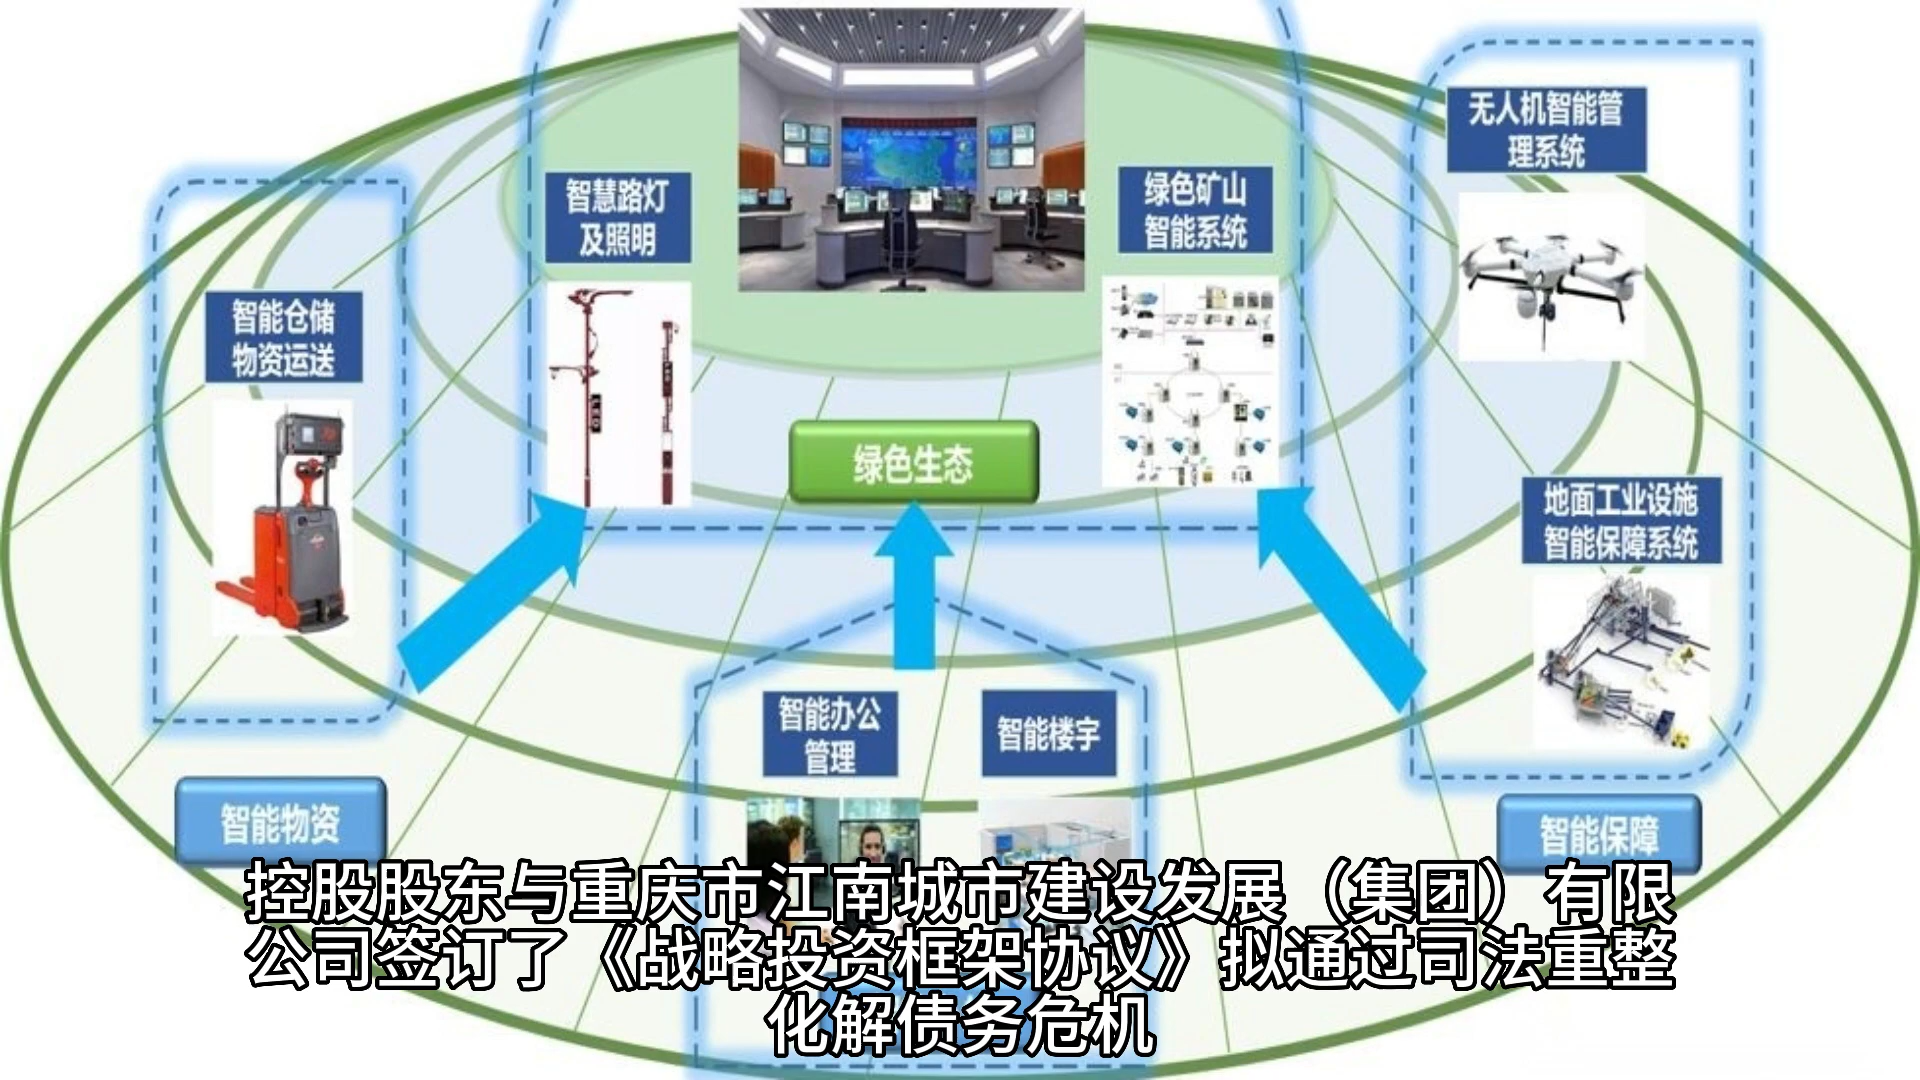 无人机智能管
理系统
智慧路灯
及照明
绿色矿山
智能系统
智能仓储
物资运送
绿色生态
地面工业设施
智能保障系统
智能办公
管理
智能楼宇
智能物资
智能保障
控股股东与重庆市江南城市建设发展（集团）有限
公司签订了《战略投资框架协议》拟通过司法重整
化解债务危机